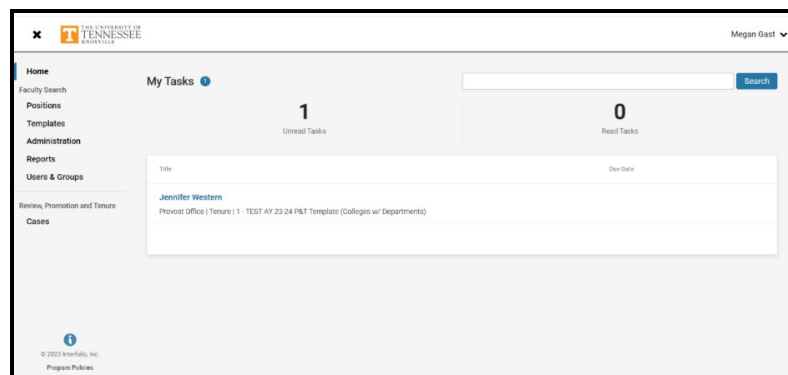 THE UNIVERSITY OF
TENNESSEE
KNOXVILLE
Megan Gast
Home
Faculty Search
Positions
Templates
Administration
Reports
Users & Groups
Review, Promotion and Tenure
Cases
My Tasks 1
Search
1
Unread Tasks
0
Read Tasks
Title Due Date
Jennifer Western
Provost Office | Tenure | 1 - TEST AY 23-24 P&T Template (Colleges w/ Departments)
© 2023 Interfolio, Inc.
Program Policies